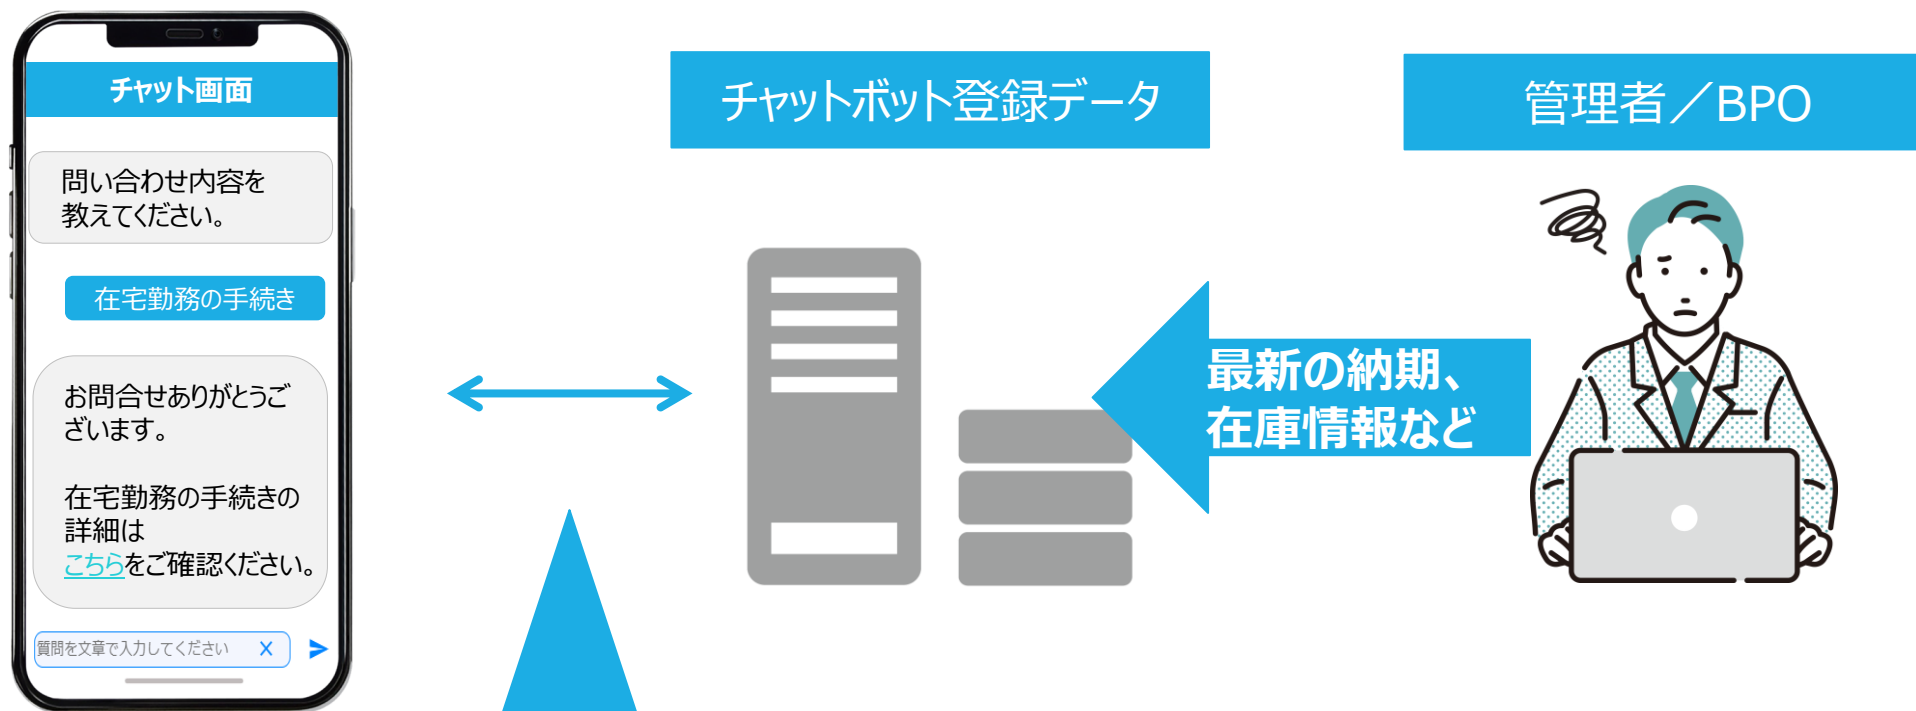 チャット画面
問い合わせ内容を
教えてください。
在宅勤務の手続き
お問合せありがとうご
ざいます。
在宅勤務の手続きの
詳細は
こちらをご確認ください。
質問を文章で入力してください
チャットボット登録データ
最新の納期、
在庫情報など
管理者／BPO